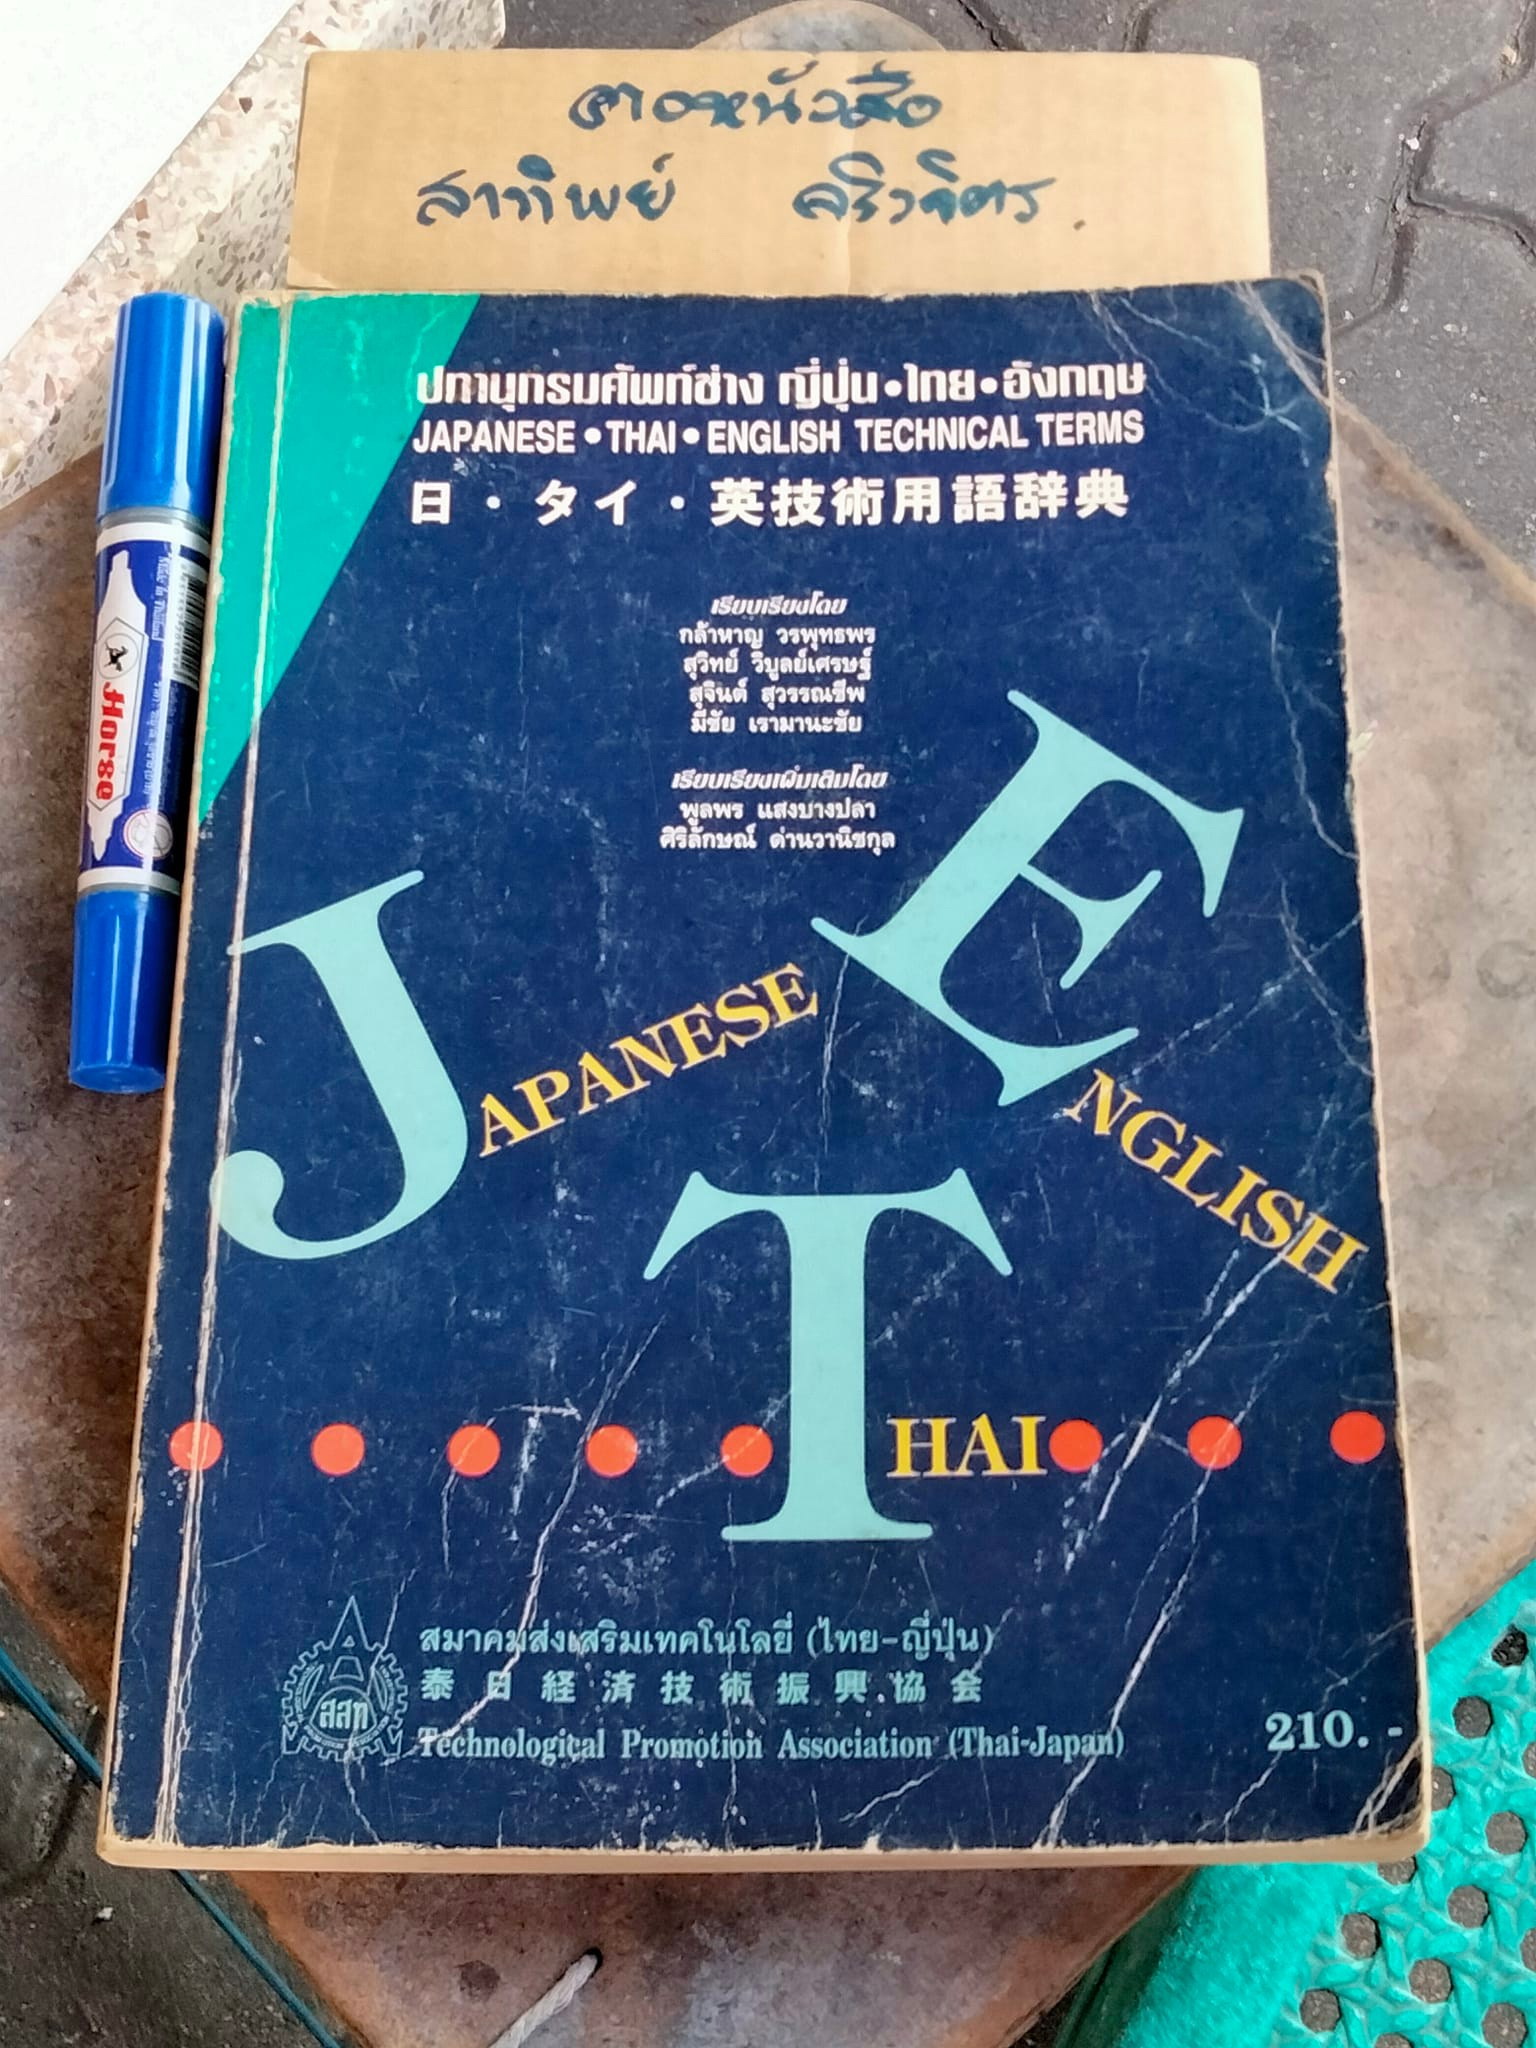 สาทิพย์ ศริวจิตร.
ปทานุกรมศัพท์ช่าง ญี่ปุ่น•ไทย•อังกฤษ
JAPANESE • THAI • ENGLISH TECHNICAL TERMS
日・タイ・英技術用語辞典
เรียบเรียงโดย
กล้าหาญ วรพุทธพร
สุวิทย์ วิบูลย์เศรษฐ์
สุจินต์ สุวรรณชีพ
มีชัย เรามานะชัย
เรียบเรียงเพิ่มเติมโดย
พูลพร แสงบางปลา
ศิริลักษณ์ ด่านวานิชกุล
JAPANESE
ENGLISH
THAI
สสท
สมาคมส่งเสริมเทคโนโลยี่ (ไทย-ญี่ปุ่น)
泰日経済技術振興協会
Technological Promotion Association (Thai-Japan)
210.-
Horse